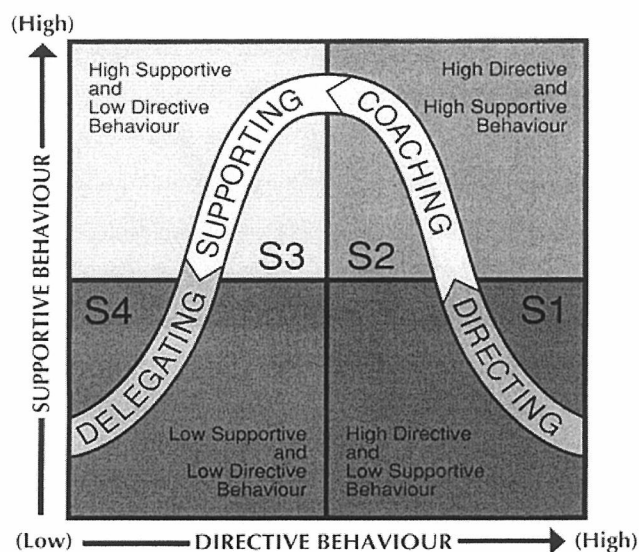 (High)
High Supportive
and
Low Directive
Behaviour
High Directive
and
High Supportive
Behaviour
SUPPORTING
COACHING
S3
S2
SUPPORTIVE BEHAVIOUR
S4
S1
DELEGATING
DIRECTING
Low Supportive
and
Low Directive
Behaviour
High Directive
and
Low Supportive
Behaviour
(Low)
DIRECTIVE BEHAVIOUR
(High)